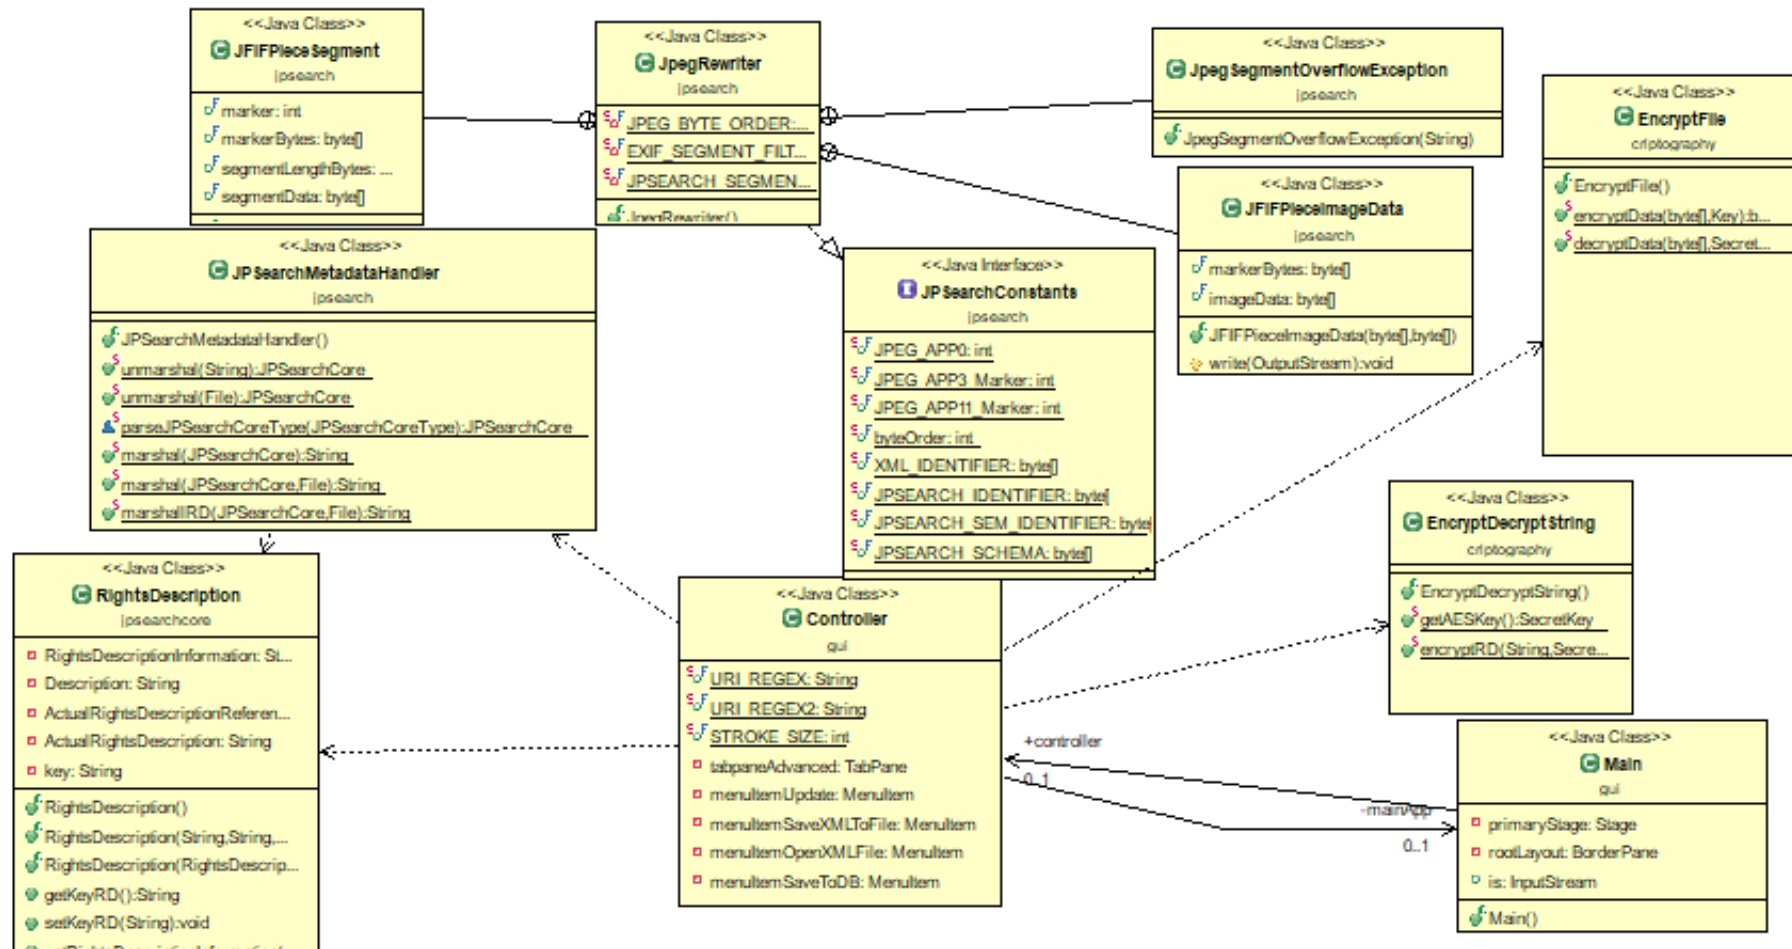 <<Java Class>>
JFIFPieceSegment
jpsearch
marker: int
markerBytes: byte[]
segmentLengthBytes: ...
segmentData: byte[]
<<Java Class>>
JpegRewriter
jpsearch
JPEG_BYTE_ORDER:...
EXIF_SEGMENT_FILT...
JPSEARCH_SEGMEN...
JpegRewriter()
<<Java Class>>
JpegSegmentOverflowException
jpsearch
JpegSegmentOverflowException(String)
<<Java Class>>
EncryptFile
criptography
EncryptFile()
encryptData(byte[],Key):b...
decryptData(byte[],Secret...
<<Java Class>>
JFIFPieceImageData
jpsearch
markerBytes: byte[]
imageData: byte[]
JFIFPieceImageData(byte[],byte[])
write(OutputStream):void
<<Java Class>>
JPSearchMetadataHandler
jpsearch
JPSearchMetadataHandler()
unmarshal(String):JPSearchCore
unmarshal(File):JPSearchCore
parseJPSearchCoreType(JPSearchCoreType):JPSearchCore
marshal(JPSearchCore):String
marshal(JPSearchCore,File):String
marshallRD(JPSearchCore,File):String
<<Java Interface>>
JPSearchConstants
jpsearch
JPEG_APP0: int
JPEG_APP3_Marker: int
JPEG_APP11_Marker: int
byteOrder: int
XML_IDENTIFIER: byte[]
JPSEARCH_IDENTIFIER: byte[
JPSEARCH_SEM_IDENTIFIER: byte
JPSEARCH_SCHEMA: byte[]
<<Java Class>>
EncryptDecryptString
criptography
EncryptDecryptString()
getAESKey():SecretKey
encryptRD(String,Secre...
<<Java Class>>
RightsDescription
jpsearchcore
RightsDescriptionInformation: St...
Description: String
ActualRightsDescriptionReferen...
ActualRightsDescription: String
key: String
RightsDescription()
RightsDescription(String,String,...
RightsDescription(RightsDescrip...
getKeyRD():String
setKeyRD(String):void
<<Java Class>>
Controller
gui
URI_REGEX: String
URI_REGEX2: String
STROKE_SIZE: int
tabpaneAdvanced: TabPane
menuItemUpdate: MenuItem
menuItemSaveXMLToFile: MenuItem
menuItemOpenXMLFile: MenuItem
menuItemSaveToDB: MenuItem
+controller
0..1
-mainApp
0..1
<<Java Class>>
Main
gui
primaryStage: Stage
rootLayout: BorderPane
is: InputStream
Main()